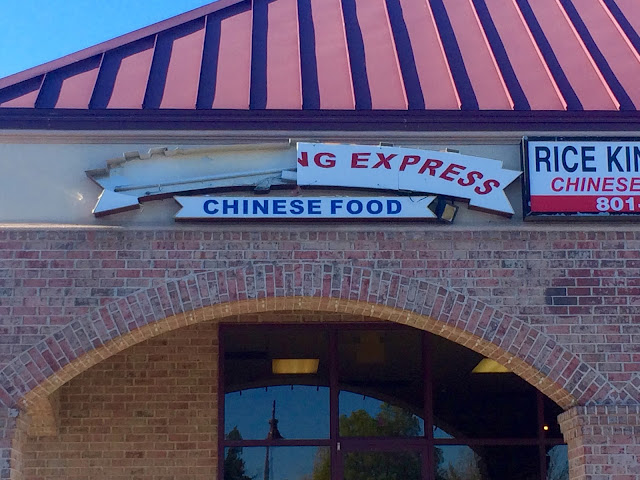 NG EXPRESS
CHINESE FOOD
RICE KIN
CHINESE
801-